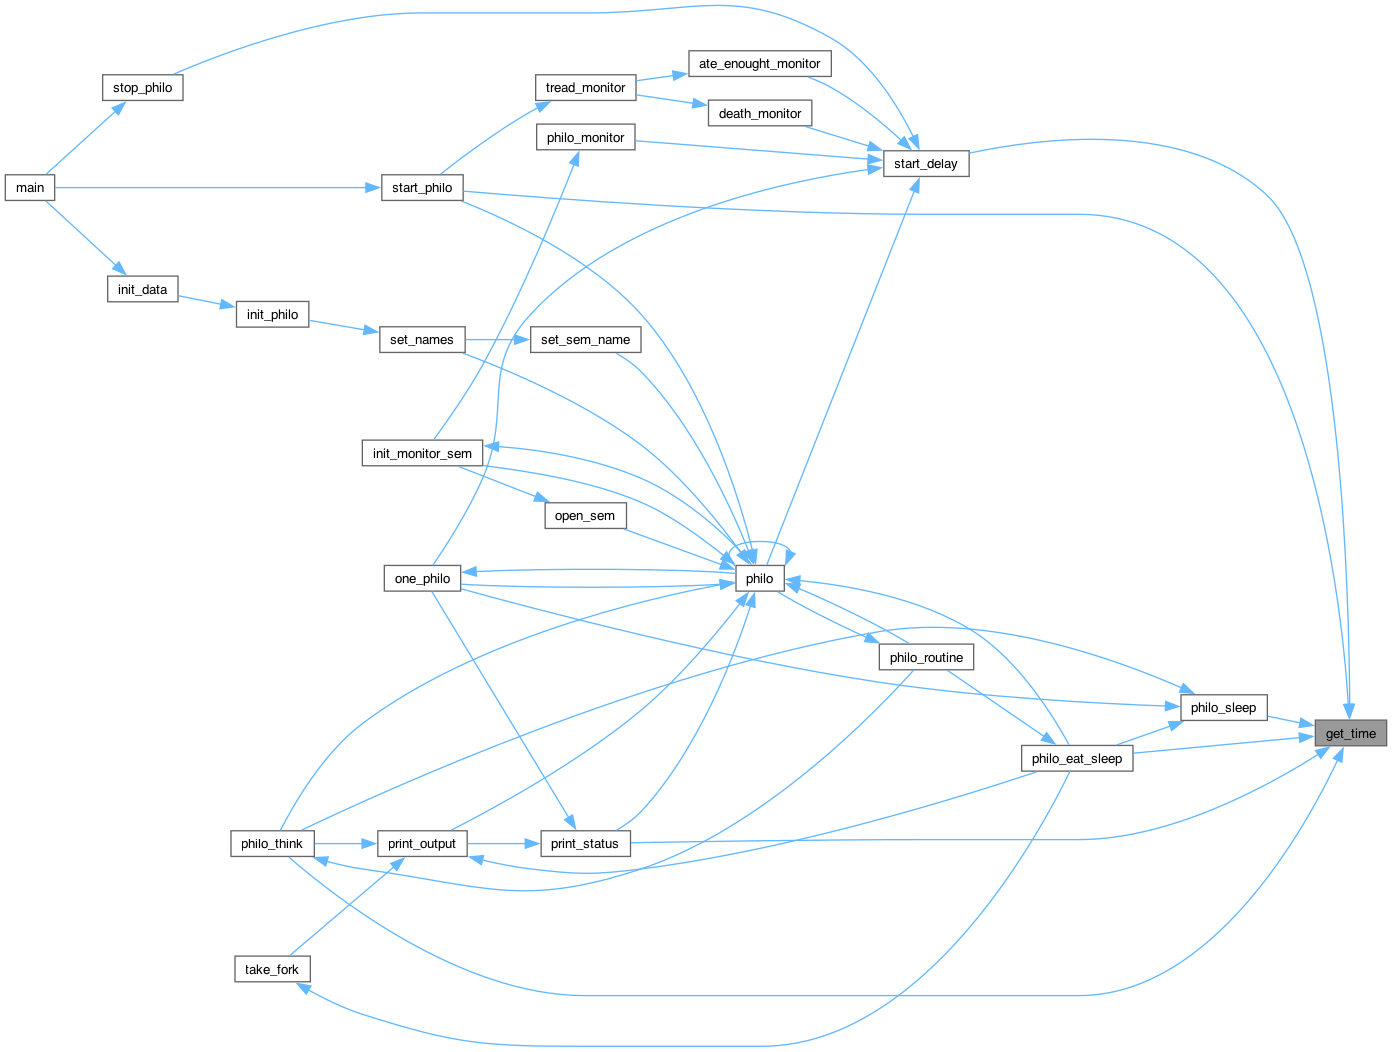 ate_enought_monitor
stop_philo
tread_monitor
death_monitor
philo_monitor
start_delay
main
start_philo
init_data
init_philo
set_names
set_sem_name
init_monitor_sem
open_sem
one_philo
philo
philo_routine
philo_sleep
get_time
philo_eat_sleep
philo_think
print_output
print_status
take_fork